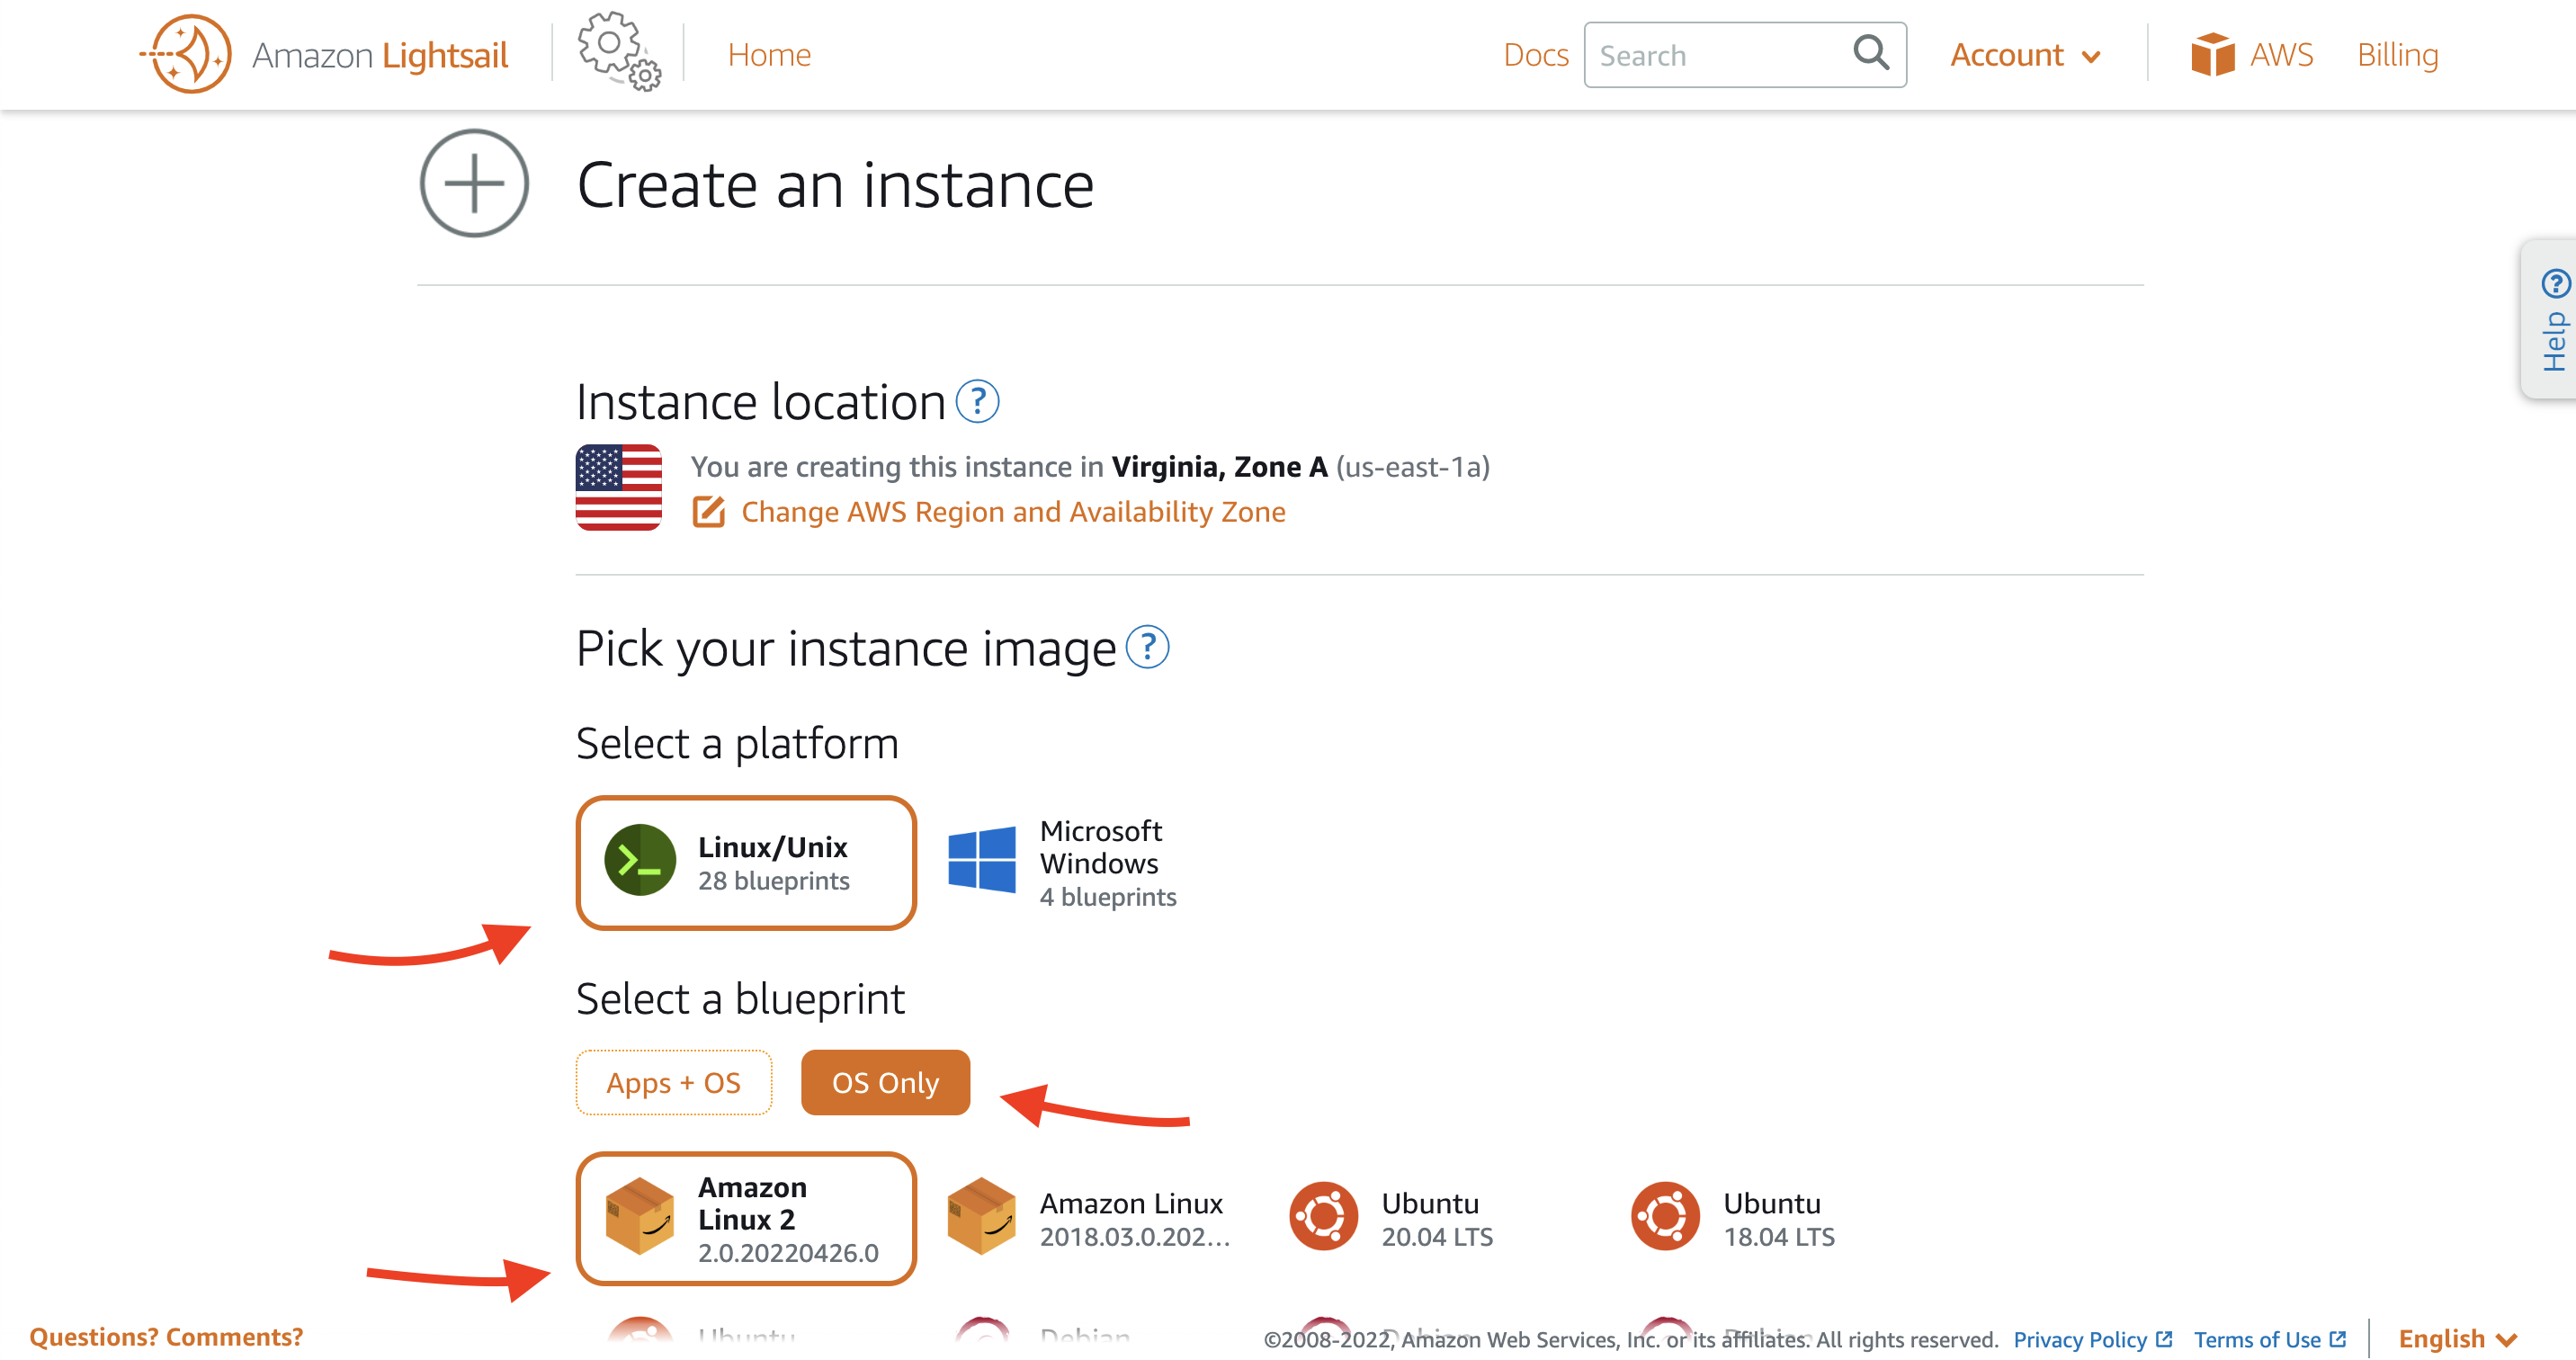 Amazon Lightsail
Home
Docs
Search
Account
AWS
Billing
Create an instance
Help ?
Instance location ?
You are creating this instance in Virginia, Zone A (us-east-1a)
Change AWS Region and Availability Zone
Pick your instance image ?
Select a platform
Linux/Unix
28 blueprints
Microsoft
Windows
4 blueprints
Select a blueprint
Apps + OS
OS Only
Amazon
Linux 2
2.0.20220426.0
Amazon Linux
2018.03.0.202...
Ubuntu
20.04 LTS
Ubuntu
18.04 LTS
Ubuntu
Debian
Questions? Comments?
©2008-2022, Amazon Web Services, Inc. or its affiliates. All rights reserved.
Privacy Policy
Terms of Use
English